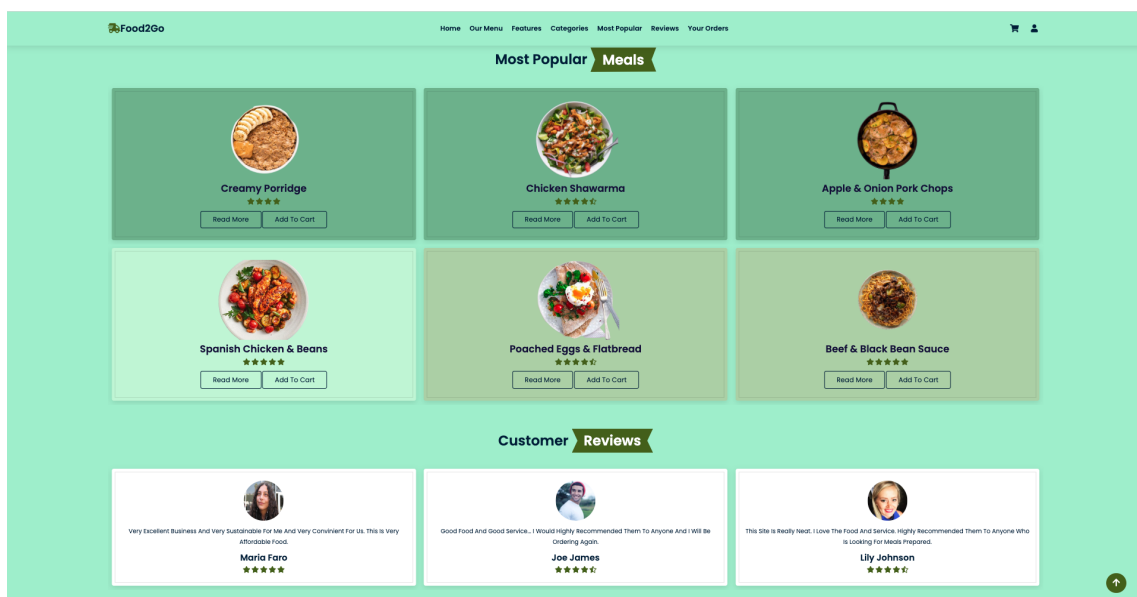 Food2Go
Home Our Menu Features Categories Most Popular Reviews Your Orders
Most Popular Meals
Creamy Porridge
Read More Add To Cart
Chicken Shawarma
Read More Add To Cart
Apple & Onion Pork Chops
Read More Add To Cart
Spanish Chicken & Beans
Read More Add To Cart
Poached Eggs & Flatbread
Read More Add To Cart
Beef & Black Bean Sauce
Read More Add To Cart
Customer Reviews
Very Excellent Business And Very Sustainable For Me And Very Convinient For Us. This Is Very
Affordable Food.
Maria Faro
Good Food And Good Service... I Would Highly Recommended Them To Anyone And I Will Be
Ordering Again.
Joe James
This Site Is Really Neat. I Love The Food And Service. Highly Recommended Them To Anyone Who
Is Looking For Meals Prepared.
Lily Johnson